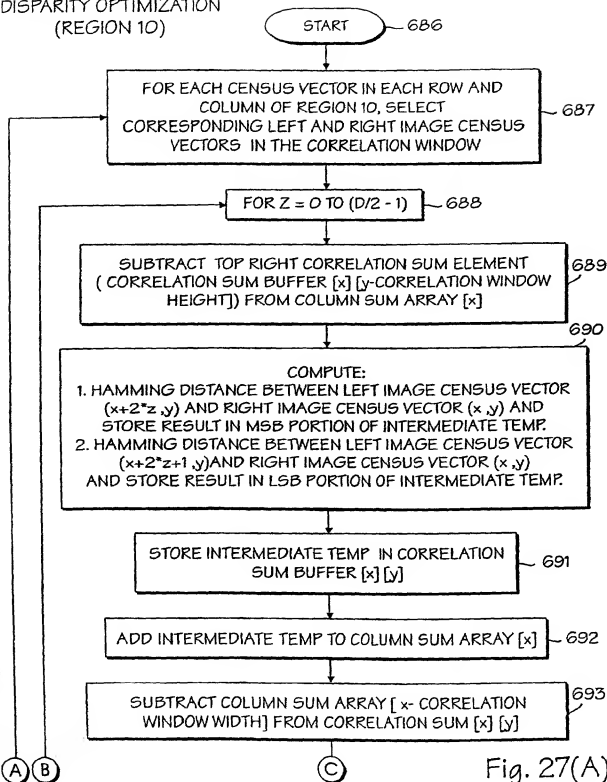 DISPARITY OPTIMIZATION
(REGION 10)
START
686
FOR EACH CENSUS VECTOR IN EACH ROW AND
COLUMN OF REGION 10, SELECT
CORRESPONDING LEFT AND RIGHT IMAGE CENSUS
VECTORS IN THE CORRELATION WINDOW
687
FOR Z = 0 TO (D/2 - 1)
688
SUBTRACT TOP RIGHT CORRELATION SUM ELEMENT
( CORRELATION SUM BUFFER [x] [y-CORRELATION WINDOW
HEIGHT]) FROM COLUMN SUM ARRAY [x]
689
690
COMPUTE:
1. HAMMING DISTANCE BETWEEN LEFT IMAGE CENSUS VECTOR
(x+2*z ,y) AND RIGHT IMAGE CENSUS VECTOR (x ,y) AND
STORE RESULT IN MSB PORTION OF INTERMEDIATE TEMP.
2. HAMMING DISTANCE BETWEEN LEFT IMAGE CENSUS VECTOR
(x+2*z+1 ,y)AND RIGHT IMAGE CENSUS VECTOR (x ,y)
AND STORE RESULT IN LSB PORTION OF INTERMEDIATE TEMP.
STORE INTERMEDIATE TEMP IN CORRELATION
SUM BUFFER [x] [y]
691
ADD INTERMEDIATE TEMP TO COLUMN SUM ARRAY [x]
692
SUBTRACT COLUMN SUM ARRAY [ x- CORRELATION
WINDOW WIDTH] FROM CORRELATION SUM [x] [y]
693
A
B
C
Fig. 27(A)